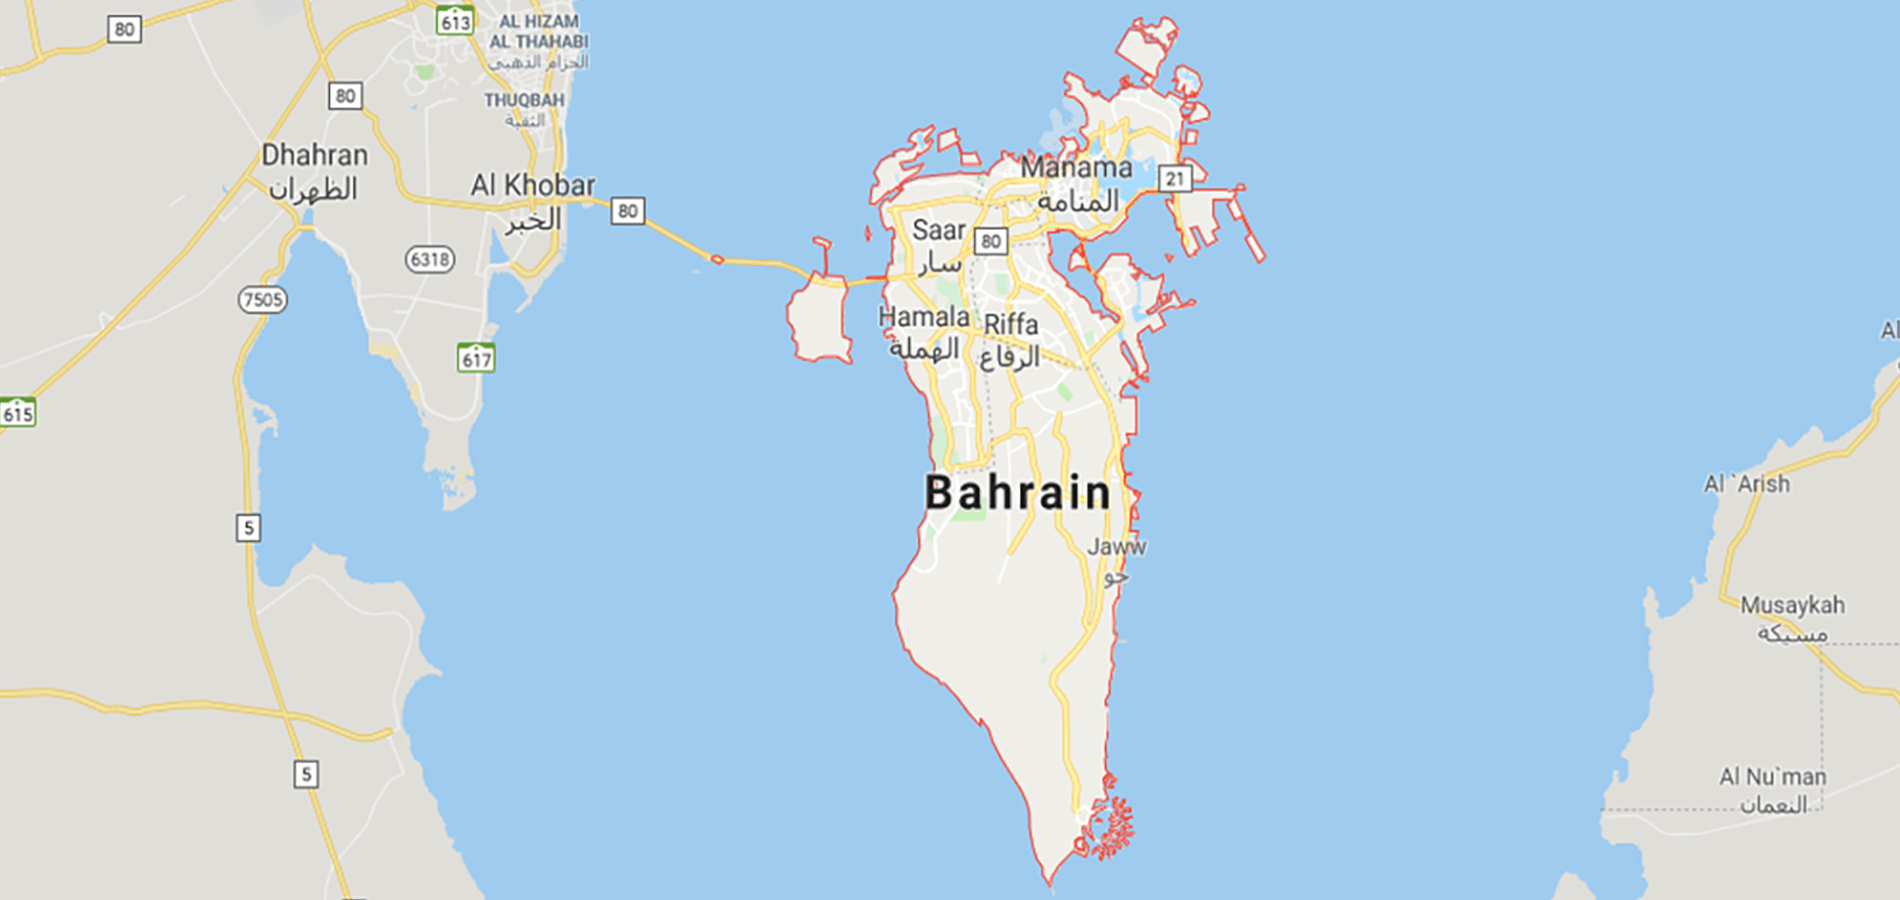 80
613
AL HIZAM
AL THAHABI
الحزام الذهبي
80
THUQBAH
الثقبة
Dhahran
الظهران
Al Khobar
الخبر
80
6318
7505
617
615
5
5
Manama
المنامة
21
Saar
سار
80
Hamala
الهملة
Riffa
الرفاع
Bahrain
Jaww
جو
Al
Al `Arish
Musaykah
مسيكة
Al Nu`man
النعمان